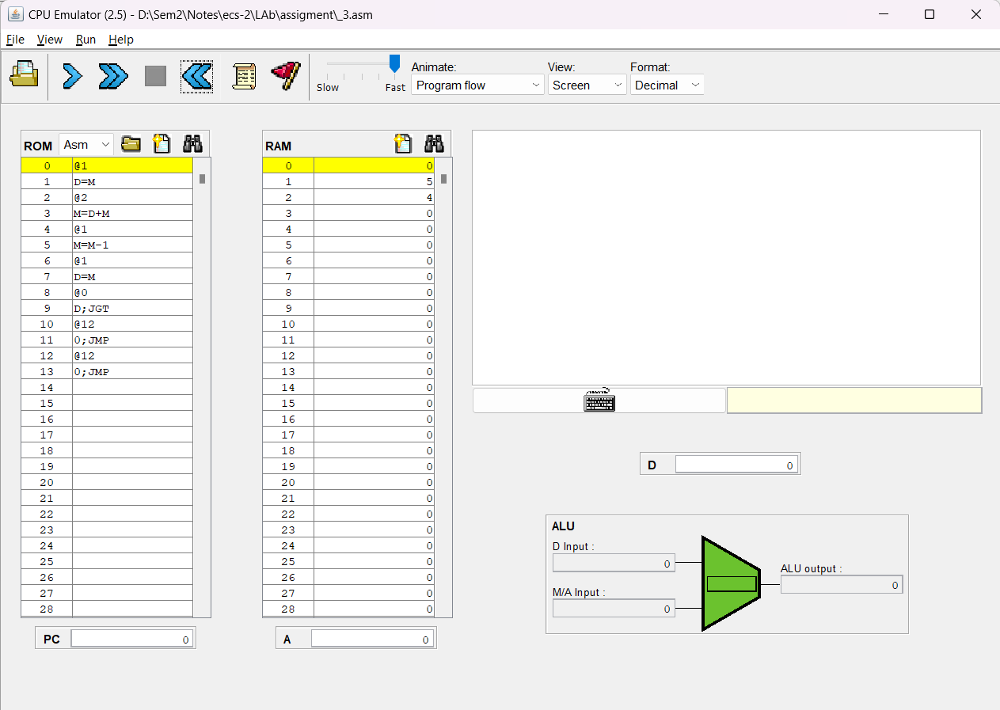 CPU Emulator (2.5) - D:\Sem2\Notes\ecs-2\LAb\assigment\_3.asm
File View Run Help
Slow Fast
Animate:
Program flow
View:
Screen
Format:
Decimal
ROM Asm
0 @1
1 D=M
2 @2
3 M=D+M
4 @1
5 M=M-1
6 @1
7 D=M
8 @0
9 D;JGT
10 @12
11 0;JMP
12 @12
13 0;JMP
14
15
16
17
18
19
20
21
22
23
24
25
26
27
28
PC 0
RAM
0 0
1 5
2 4
3 0
4 0
5 0
6 0
7 0
8 0
9 0
10 0
11 0
12 0
13 0
14 0
15 0
16 0
17 0
18 0
19 0
20 0
21 0
22 0
23 0
24 0
25 0
26 0
27 0
28 0
A 0
D 0
ALU
D Input :
0
M/A Input :
0
ALU output :
0